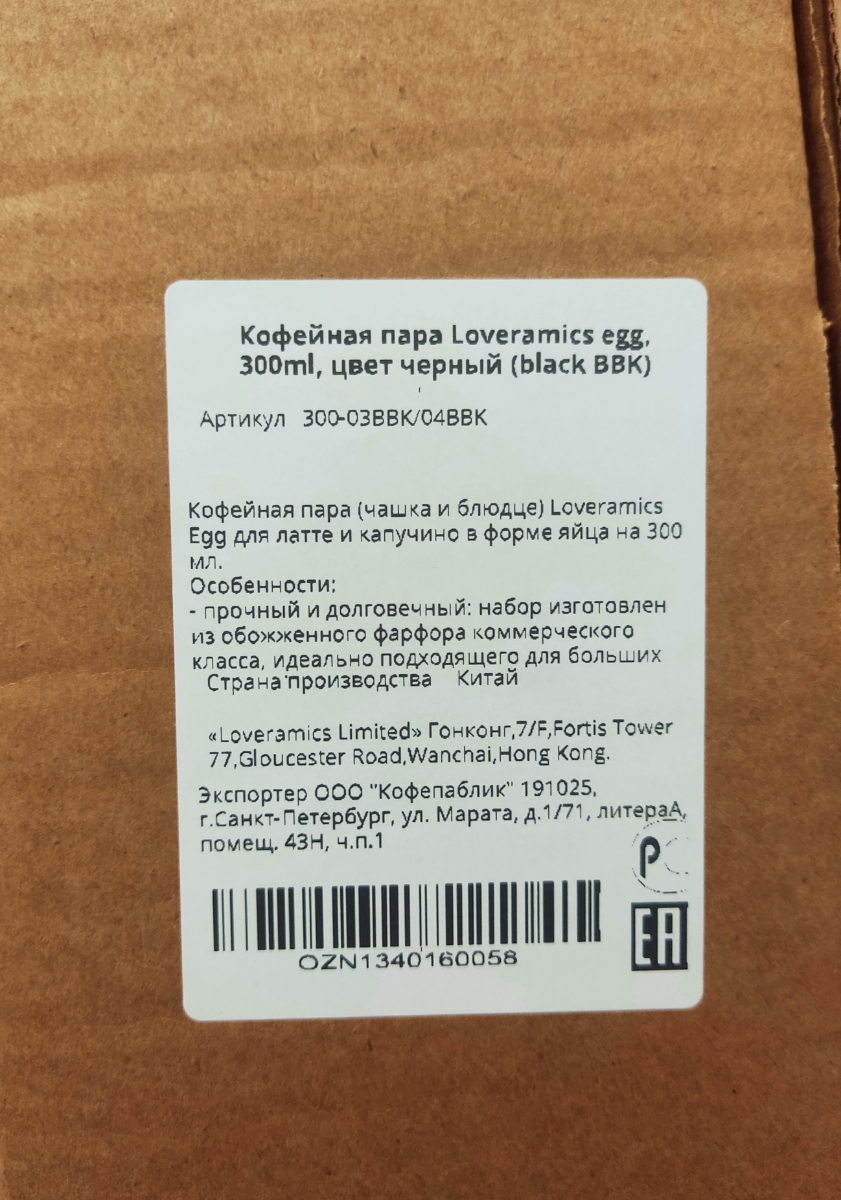 Кофейная пара Loveramics egg,
300ml, цвет черный (black BBK)
Артикул 300-03BBK/04BBK
Кофейная пара (чашка и блюдце) Loveramics
Egg для латте и капучино в форме яйца на 300
мл.
Особенности:
- прочный и долговечный: набор изготовлен
из обожженного фарфора коммерческого
класса, идеально подходящего для больших
Страна производства Китай
«Loveramics Limited» Гонконг,7/F,Fortis Tower
77,Gloucester Road,Wanchai,Hong Kong.
Экспортер ООО "Кофепаблик" 191025,
г.Санкт-Петербург, ул. Марата, д.1/71, литераА,
помещ. 43Н, ч.п.1
РС
EAC
OZN1340160058